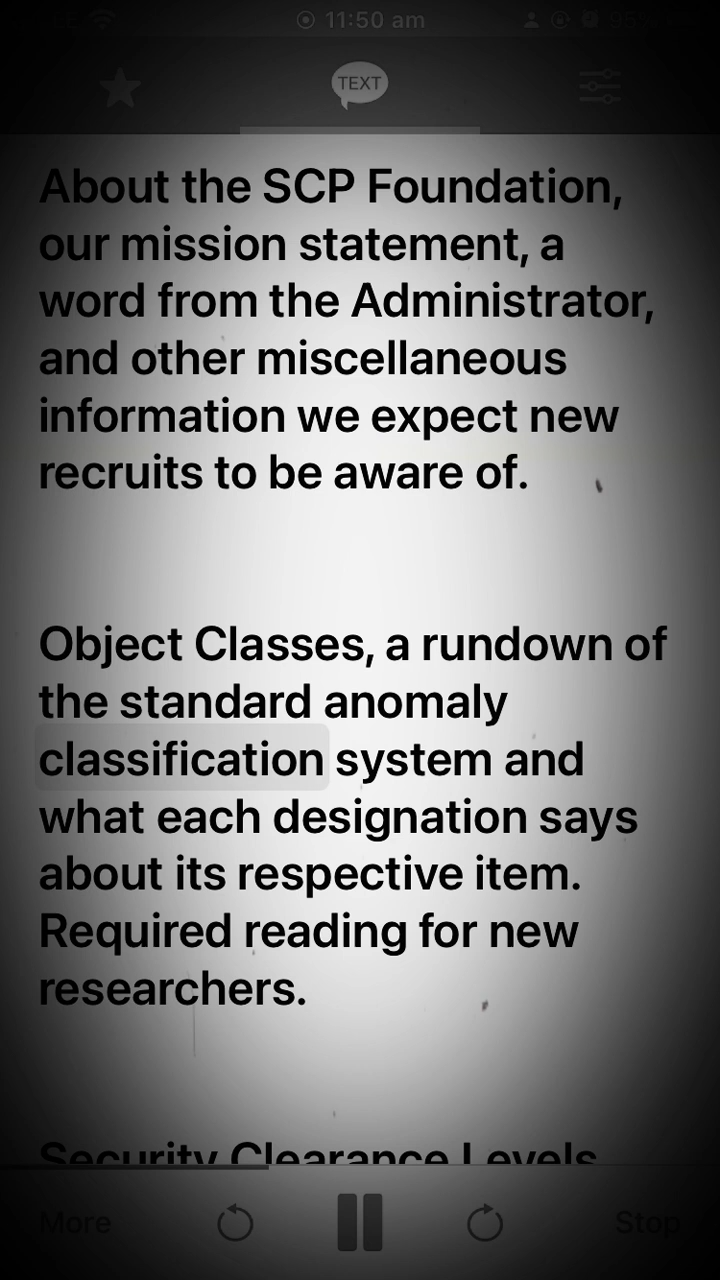 11:50 am
TEXT
About the SCP Foundation,
our mission statement, a
word from the Administrator,
and other miscellaneous
information we expect new
recruits to be aware of.
Object Classes, a rundown of
the standard anomaly
classification system and
what each designation says
about its respective item.
Required reading for new
researchers.
Security Clearance Levels
More
Stop